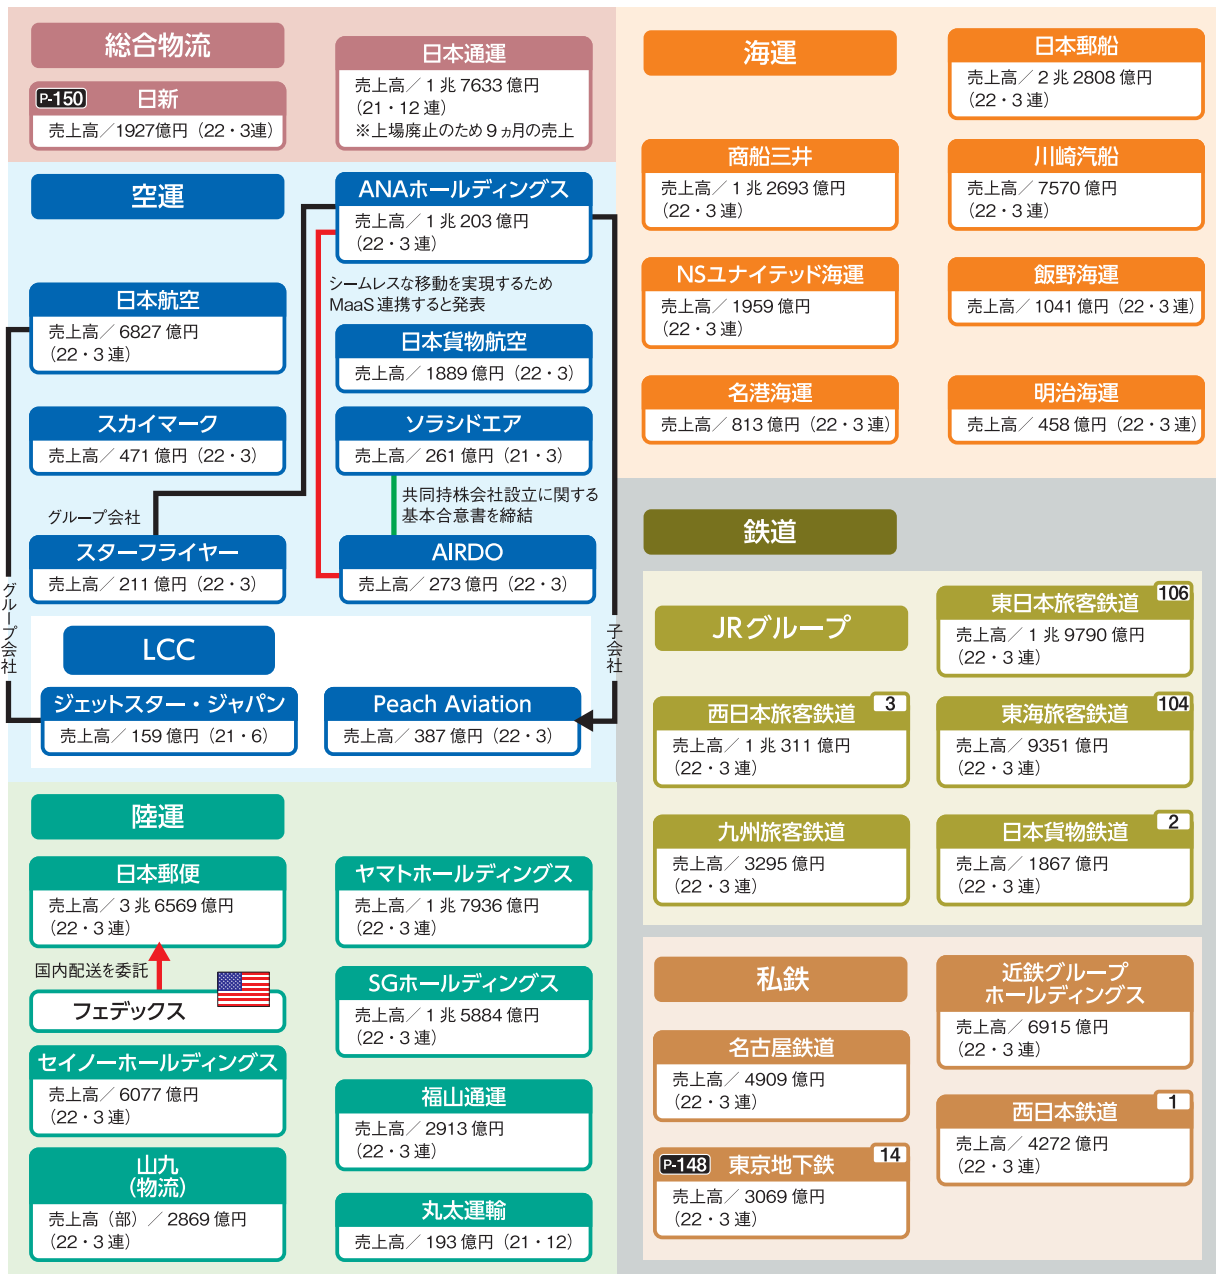 総合物流
P-150 日新
売上高／1927億円（22・3連）
日本通運
売上高／1 兆 7633 億円
（21・12 連）
※上場廃止のため 9 ヵ月の売上
空運
ANAホールディングス
売上高／1 兆 203 億円
（22・3 連）
シームレスな移動を実現するため
MaaS 連携すると発表
日本航空
売上高／ 6827 億円
（22・3 連）
日本貨物航空
売上高／ 1889 億円（22・3）
スカイマーク
売上高／ 471 億円（22・3）
ソラシドエア
売上高／ 261 億円（21・3）
共同持株会社設立に関する
基本合意書を締結
グループ会社
スターフライヤー
売上高／ 211 億円（22・3）
AIRDO
売上高／ 273 億円（22・3）
グループ会社
子会社
LCC
ジェットスター・ジャパン
売上高／ 159 億円（21・6）
Peach Aviation
売上高／ 387 億円（22・3）
陸運
日本郵便
売上高／ 3 兆 6569 億円
（22・3 連）
国内配送を委託
フェデックス
セイノーホールディングス
売上高／ 6077 億円
（22・3 連）
山九
（物流）
売上高（部）／ 2869 億円
（22・3 連）
ヤマトホールディングス
売上高／ 1 兆 7936 億円
（22・3 連）
SGホールディングス
売上高／ 1 兆 5884 億円
（22・3 連）
福山通運
売上高／ 2913 億円
（22・3 連）
丸太運輸
売上高／ 193 億円（21・12）
海運
日本郵船
売上高／ 2 兆 2808 億円
（22・3 連）
商船三井
売上高／ 1 兆 2693 億円
（22・3 連）
川崎汽船
売上高／ 7570 億円
（22・3 連）
NSユナイテッド海運
売上高／ 1959 億円
（22・3 連）
飯野海運
売上高／ 1041 億円（22・3 連）
名港海運
売上高／ 813 億円（22・3 連）
明治海運
売上高／ 458 億円（22・3 連）
鉄道
JRグループ
東日本旅客鉄道 106
売上高／ 1 兆 9790 億円
（22・3 連）
西日本旅客鉄道 3
売上高／ 1 兆 311 億円
（22・3 連）
東海旅客鉄道 104
売上高／ 9351 億円
（22・3 連）
九州旅客鉄道
売上高／ 3295 億円
（22・3 連）
日本貨物鉄道 2
売上高／ 1867 億円
（22・3 連）
私鉄
近鉄グループ
ホールディングス
売上高／ 6915 億円
（22・3 連）
名古屋鉄道
売上高／ 4909 億円
（22・3 連）
西日本鉄道 1
売上高／ 4272 億円
（22・3 連）
P-148 東京地下鉄 14
売上高／ 3069 億円
（22・3 連）